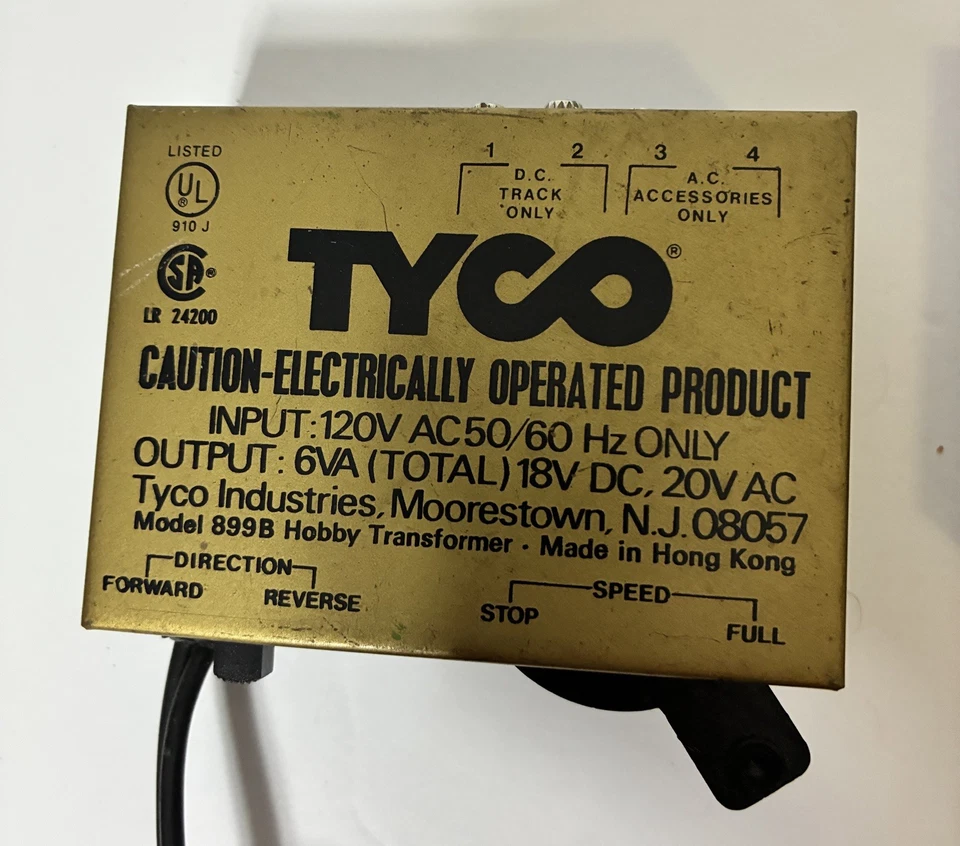 LISTED
UL®
910 J
SA®
LR 24200
1 2 3 4
D.C.
TRACK
ONLY
A.C.
ACCESSORIES
ONLY
TYCO®
CAUTION-ELECTRICALLY OPERATED PRODUCT
INPUT: 120V AC 50/60 Hz ONLY
OUTPUT: 6VA (TOTAL) 18V DC, 20V AC
Tyco Industries, Moorestown, N.J. 08057
Model 899B Hobby Transformer · Made in Hong Kong
DIRECTION
FORWARD REVERSE
SPEED
STOP FULL